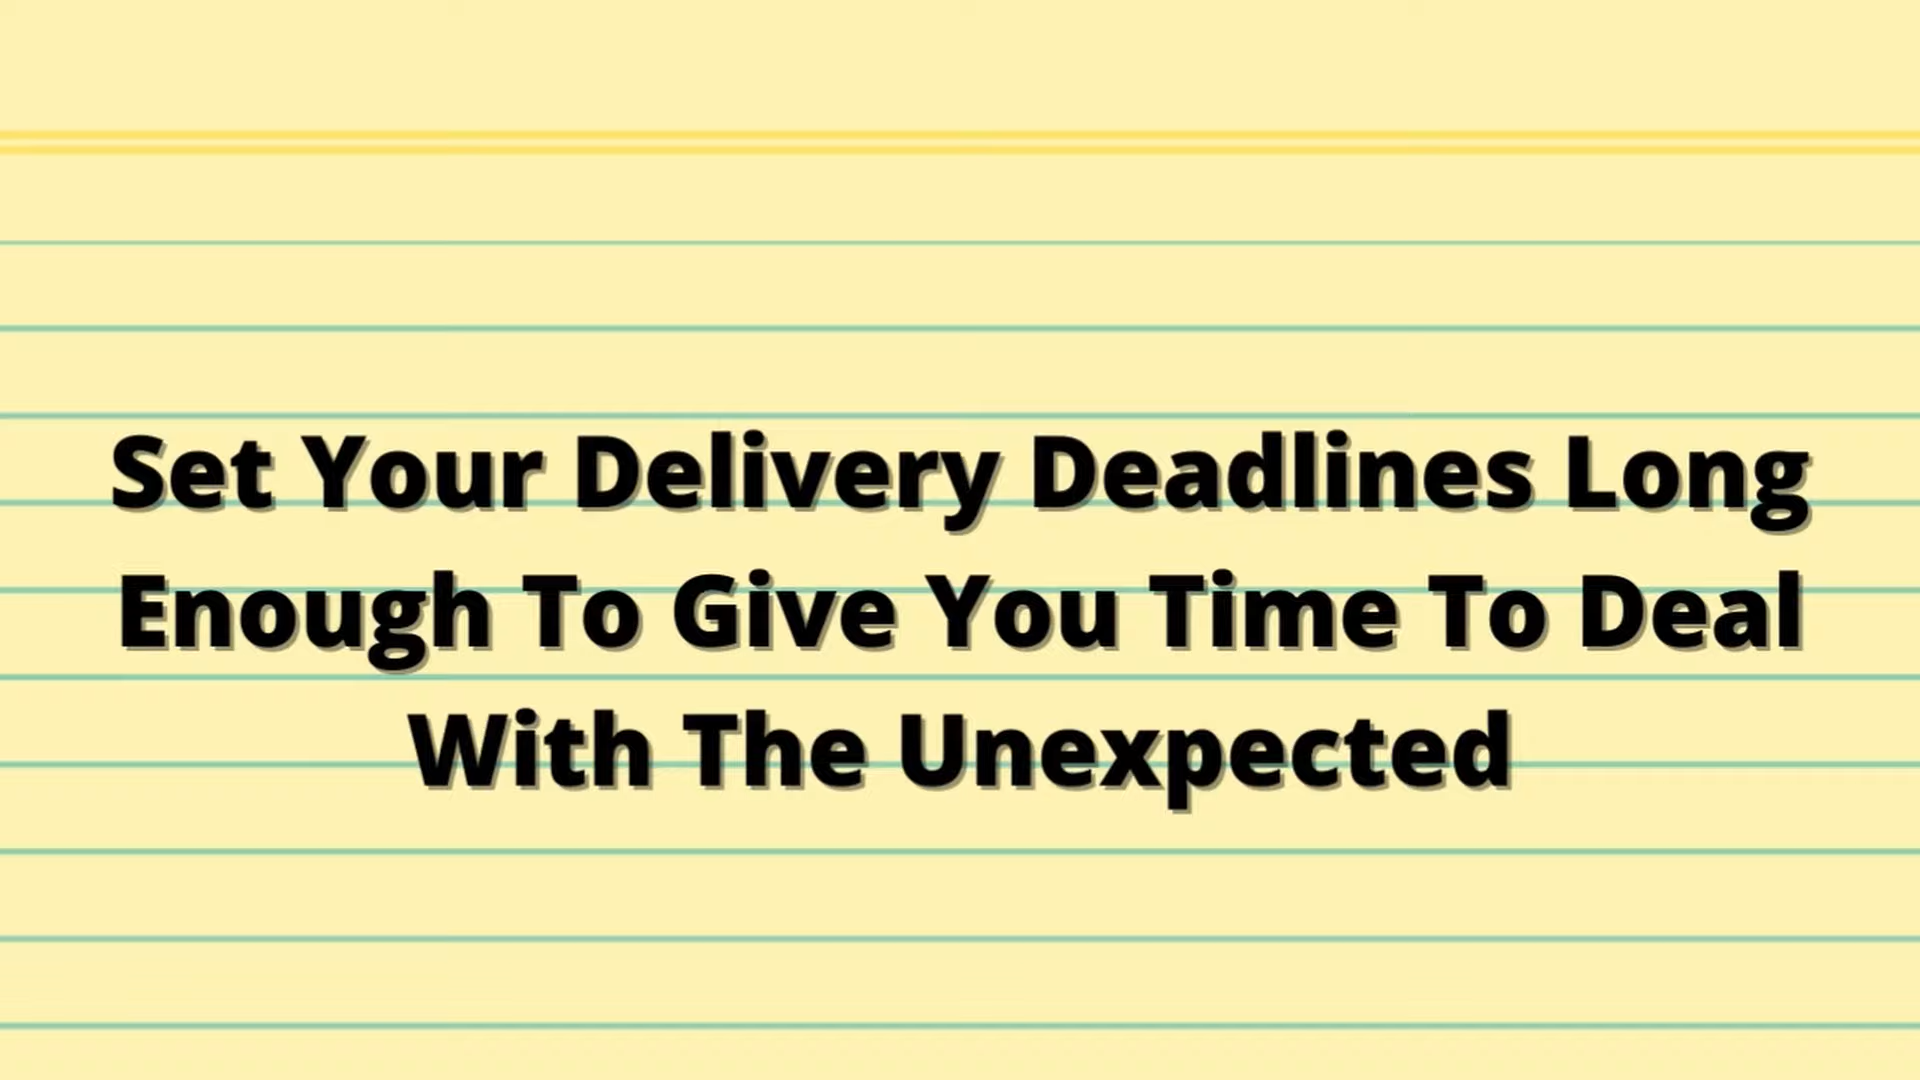 Set Your Delivery Deadlines Long
Enough To Give You Time To Deal
With The Unexpected